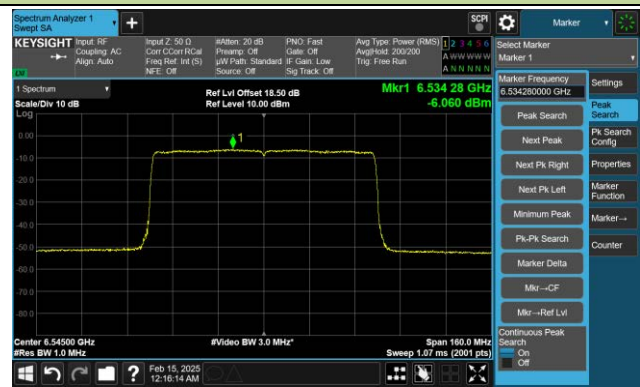 Spectrum Analyzer 1
Swept SA
SCPI
Marker
KEYSIGHT
Input: RF
Coupling: AC
Align: Auto
Input Z: 50 Ω
Corr CCorr RCal
Freq Ref: Int (S)
NFE: Off
#Atten: 20 dB
Preamp: Off
µW Path: Standard
Source: Off
PNO: Fast
Gate: Off
IF Gain: Low
Sig Track: Off
Avg Type: Power (RMS)
Avg|Hold: 200/200
Trig: Free Run
1 2 3 4 5 6
A W W W W W
A N N N N N
Select Marker
Marker 1
1 Spectrum
Scale/Div 10 dB
Log
Ref Lvl Offset 18.50 dB
Ref Level 10.00 dBm
Mkr1 6.534 28 GHz
-6.060 dBm
0.00
-10.0
-20.0
-30.0
-40.0
-50.0
-60.0
-70.0
-80.0
1
Center 6.54500 GHz
#Res BW 1.0 MHz
#Video BW 3.0 MHz*
Span 160.0 MHz
Sweep 1.07 ms (2001 pts)
Marker Frequency
6.534280000 GHz
Peak Search
Next Peak
Next Pk Right
Next Pk Left
Minimum Peak
Pk-Pk Search
Marker Delta
Mkr→CF
Mkr→Ref Lvl
Continuous Peak
Search
On
Off
Settings
Peak
Search
Pk Search
Config
Properties
Marker
Function
Marker→
Counter
?
Feb 15, 2025
12:16:14 AM